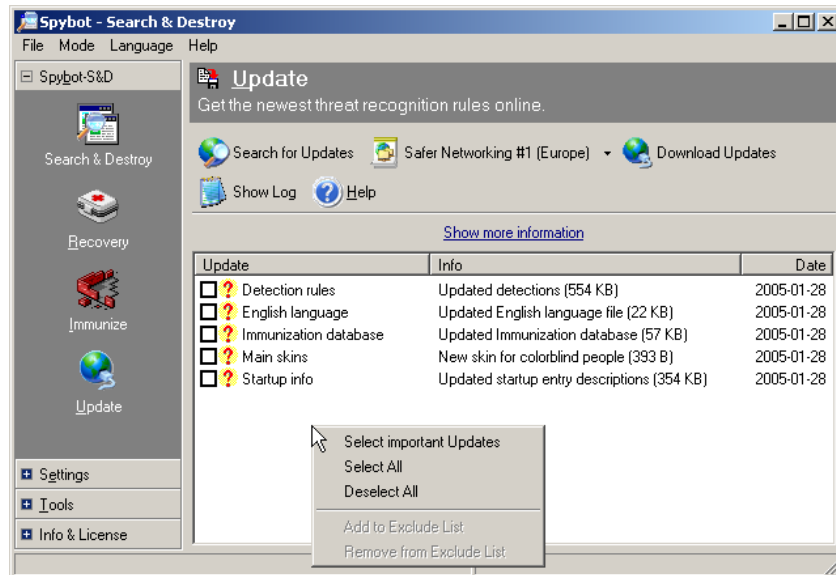 Spybot - Search & Destroy
File Mode Language Help
Spybot-S&D
Search & Destroy
Recovery
Immunize
Update
Settings
Tools
Info & License
Update
Get the newest threat recognition rules online.
Search for Updates Safer Networking #1 (Europe) Download Updates
Show Log Help
Show more information
Update Info Date
Detection rules Updated detections (554 KB) 2005-01-28
English language Updated English language file (22 KB) 2005-01-28
Immunization database Updated Immunization database (57 KB) 2005-01-28
Main skins New skin for colorblind people (393 B) 2005-01-28
Startup info Updated startup entry descriptions (354 KB) 2005-01-28
Select important Updates
Select All
Deselect All
Add to Exclude List
Remove from Exclude List